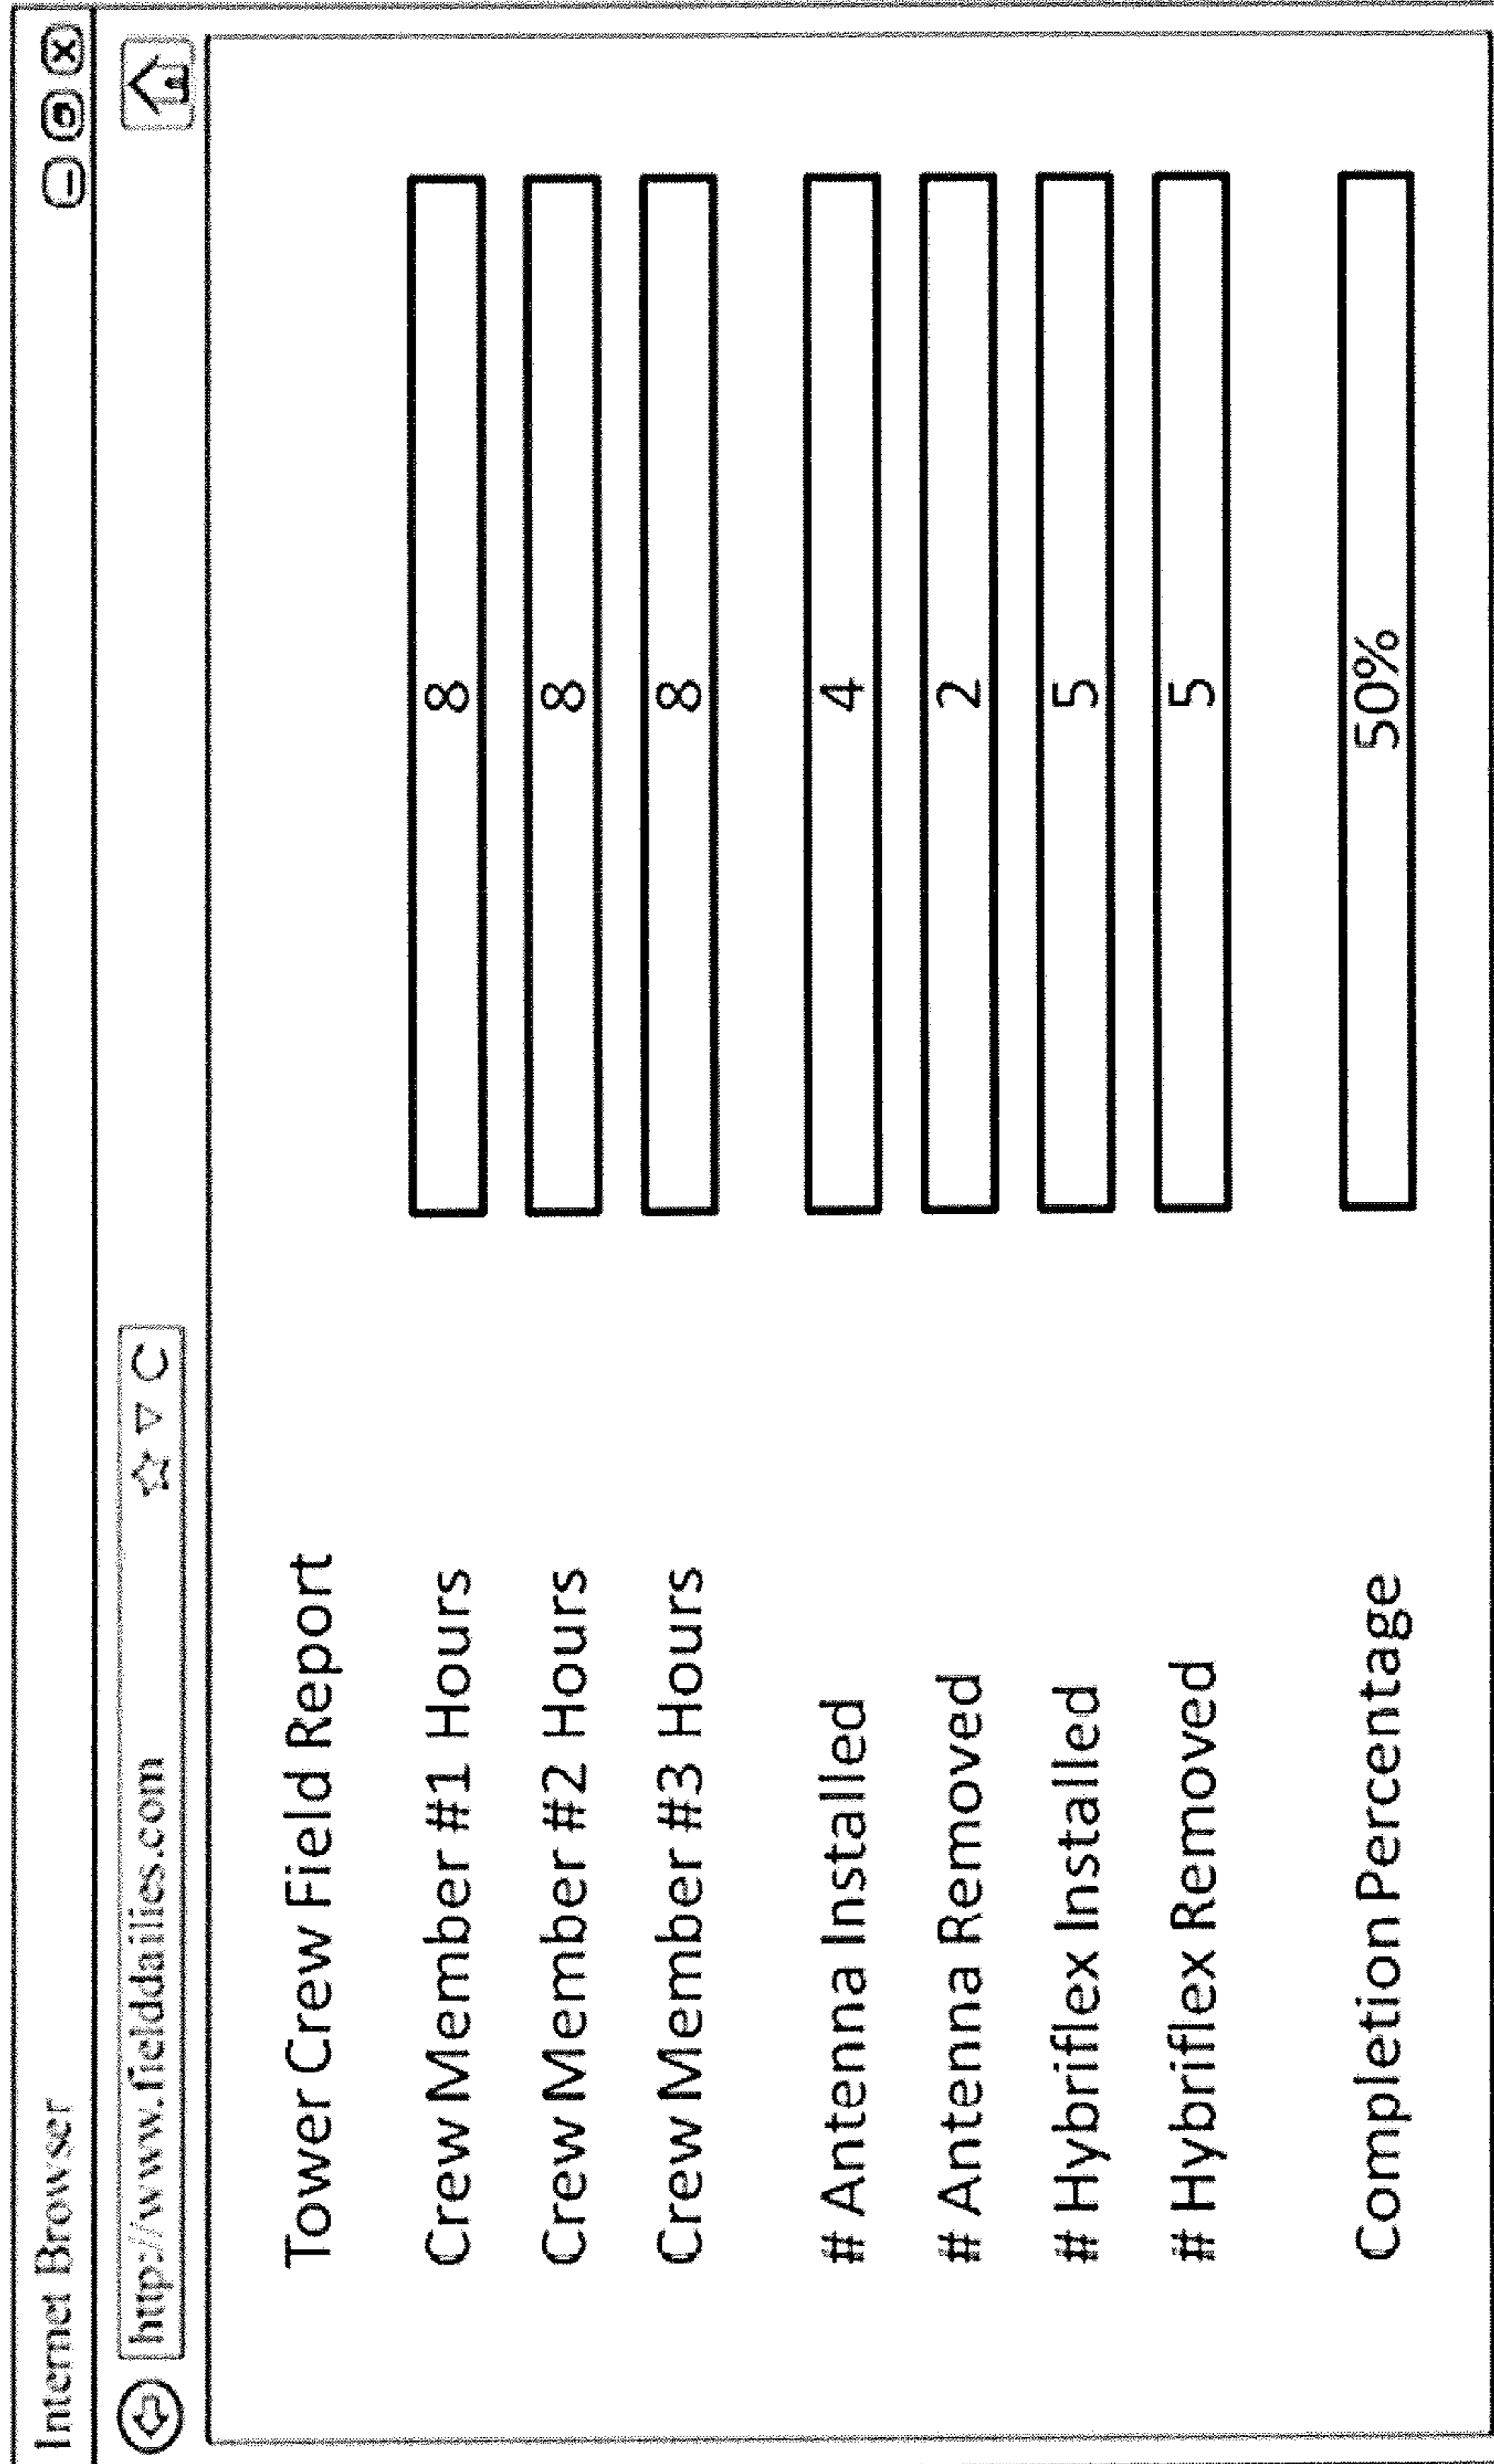 Internet Browser
http://www.fielddailies.com
Tower Crew Field Report
Crew Member #1 Hours 8
Crew Member #2 Hours 8
Crew Member #3 Hours 8
# Antenna Installed 4
# Antenna Removed 2
# Hybriflex Installed 5
# Hybriflex Removed 5
Completion Percentage 50%